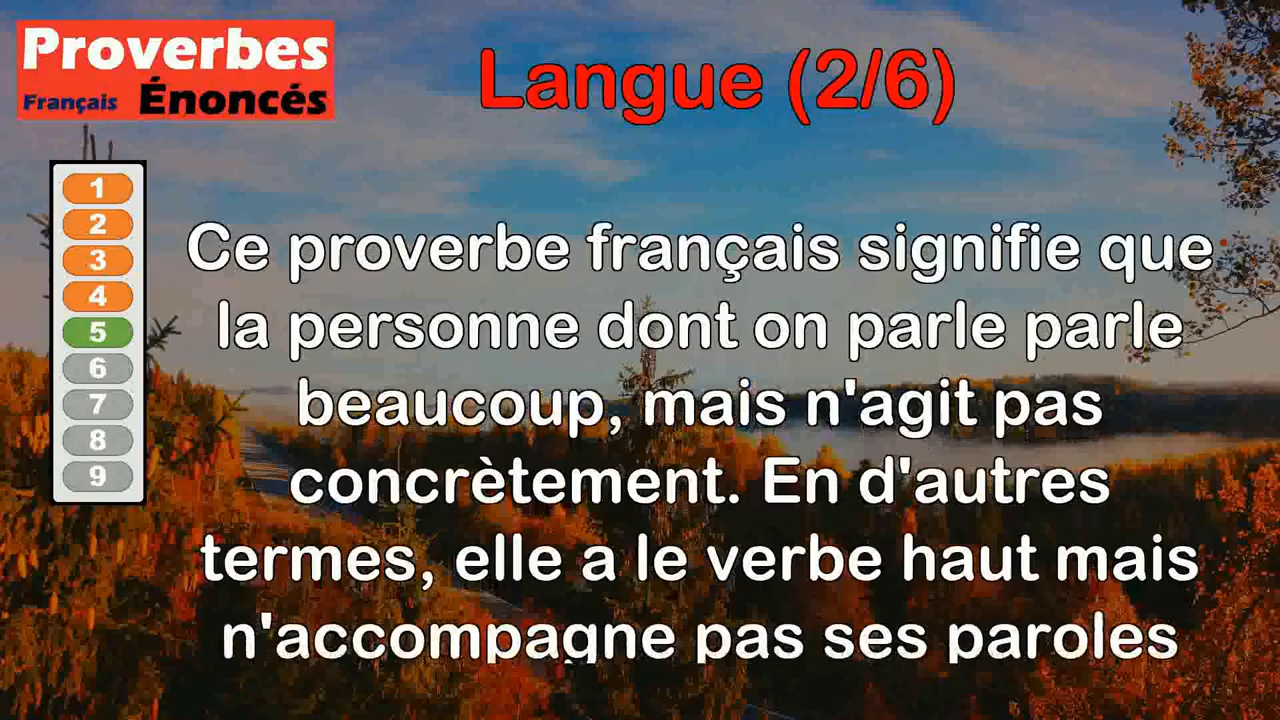 Proverbes
Français Énoncés
Langue (2/6)
1
2
3
4
5
6
7
8
9
Ce proverbe français signifie que
la personne dont on parle parle
beaucoup, mais n'agit pas
concrètement. En d'autres
termes, elle a le verbe haut mais
n'accompagne pas ses paroles